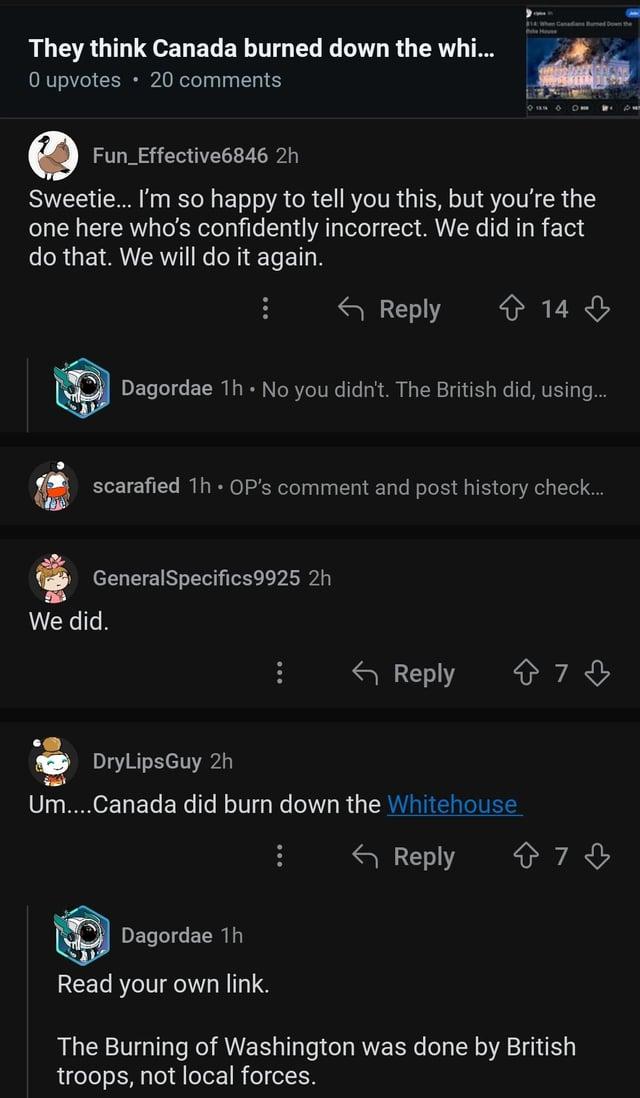 They think Canada burned down the whi...
0 upvotes • 20 comments
1814: When Canadians Burned Down the
White House
Fun_Effective6846 2h
Sweetie... I'm so happy to tell you this, but you're the
one here who's confidently incorrect. We did in fact
do that. We will do it again.
Reply 14
Dagordae 1h • No you didn't. The British did, using...
scarafied 1h • OP's comment and post history check...
GeneralSpecifics9925 2h
We did.
Reply 7
DryLipsGuy 2h
Um....Canada did burn down the Whitehouse
Reply 7
Dagordae 1h
Read your own link.
The Burning of Washington was done by British
troops, not local forces.